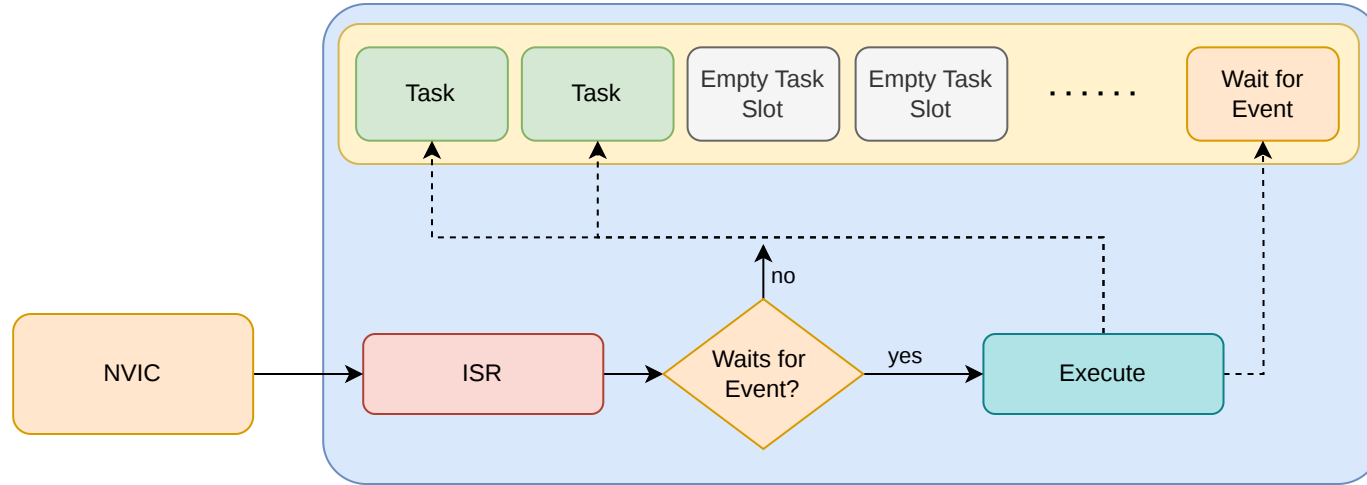 Task
Task
Empty Task
Slot
Empty Task
Slot
......
Wait for
Event
no
NVIC
ISR
Waits for
Event?
yes
Execute